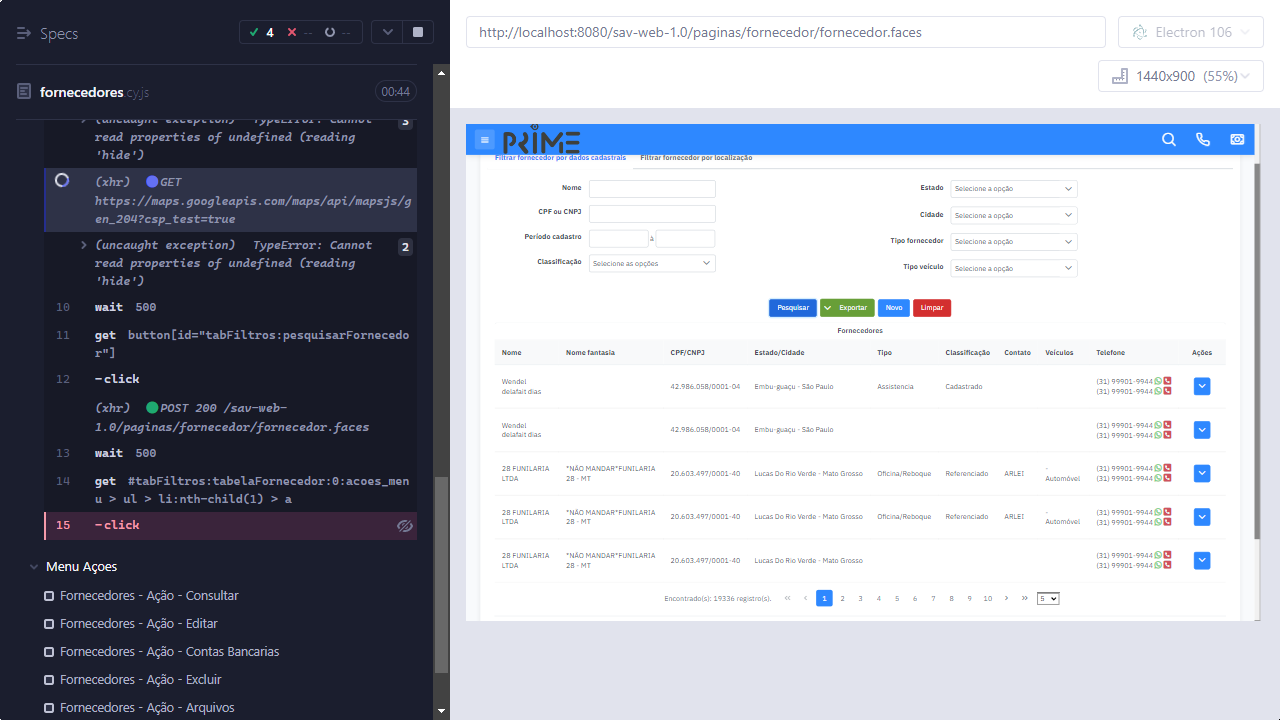 Specs
4
--
--
http://localhost:8080/sav-web-1.0/paginas/fornecedor/fornecedor.faces
Electron 106
1440x900 (55%)
fornecedores cy.js
00:44
(uncaught exception) TypeError: Cannot
read properties of undefined (reading
'hide')
3
(xhr) GET
https://maps.googleapis.com/maps/api/mapsjs/g
en_204?csp_test=true
(uncaught exception) TypeError: Cannot
read properties of undefined (reading
'hide')
2
10 wait 500
11 get button[id="tabFiltros:pesquisarFornecedo
r"]
12 -click
(xhr) POST 200 /sav-web-
1.0/paginas/fornecedor/fornecedor.faces
13 wait 500
14 get #tabFiltros:tabelaFornecedor:0:acoes_men
u > ul > li:nth-child(1) > a
15 -click
Menu Açoes
Fornecedores - Ação - Consultar
Fornecedores - Ação - Editar
Fornecedores - Ação - Contas Bancarias
Fornecedores - Ação - Excluir
Fornecedores - Ação - Arquivos
PRIME
Filtrar fornecedor por dados cadastrais Filtrar fornecedor por localização
Nome
Estado Selecione a opção
CPF ou CNPJ
Cidade Selecione a opção
Período cadastro à
Tipo fornecedor Selecione a opção
Classificação Selecione as opções
Tipo veículo Selecione a opção
Pesquisar Exportar Novo Limpar
Fornecedores
Nome Nome fantasia CPF/CNPJ Estado/Cidade Tipo Classificação Contato Veículos Telefone Ações
Wendel
delafait dias
42.986.058/0001-04 Embu-guaçu - São Paulo Assistencia Cadastrado
(31) 99901-9944
(31) 99901-9944
Wendel
delafait dias
42.986.058/0001-04 Embu-guaçu - São Paulo
(31) 99901-9944
(31) 99901-9944
28 FUNILARIA
LTDA
*NÃO MANDAR*FUNILARIA
28 - MT
20.603.497/0001-40 Lucas Do Rio Verde - Mato Grosso Oficina/Reboque Referenciado ARLEI
-
Automóvel
(31) 99901-9944
(31) 99901-9944
28 FUNILARIA
LTDA
*NÃO MANDAR*FUNILARIA
28 - MT
20.603.497/0001-40 Lucas Do Rio Verde - Mato Grosso Oficina/Reboque Referenciado ARLEI
-
Automóvel
(31) 99901-9944
(31) 99901-9944
28 FUNILARIA
LTDA
*NÃO MANDAR*FUNILARIA
28 - MT
20.603.497/0001-40 Lucas Do Rio Verde - Mato Grosso
(31) 99901-9944
(31) 99901-9944
Encontrado(s): 19336 registro(s). 1 2 3 4 5 6 7 8 9 10 5